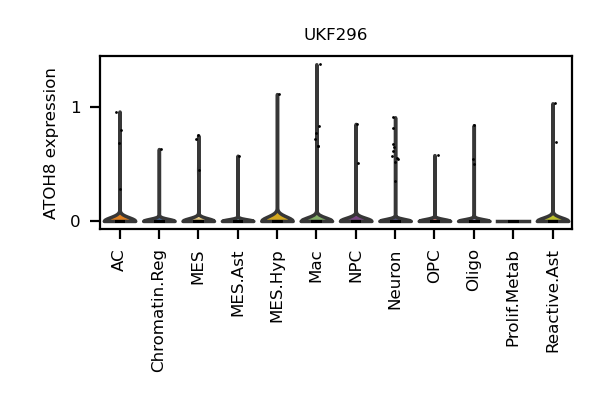 UKF296
ATOH8 expression
1
0
AC
Chromatin.Reg
MES
MES.Ast
MES.Hyp
Mac
NPC
Neuron
OPC
Oligo
Prolif.Metab
Reactive.Ast